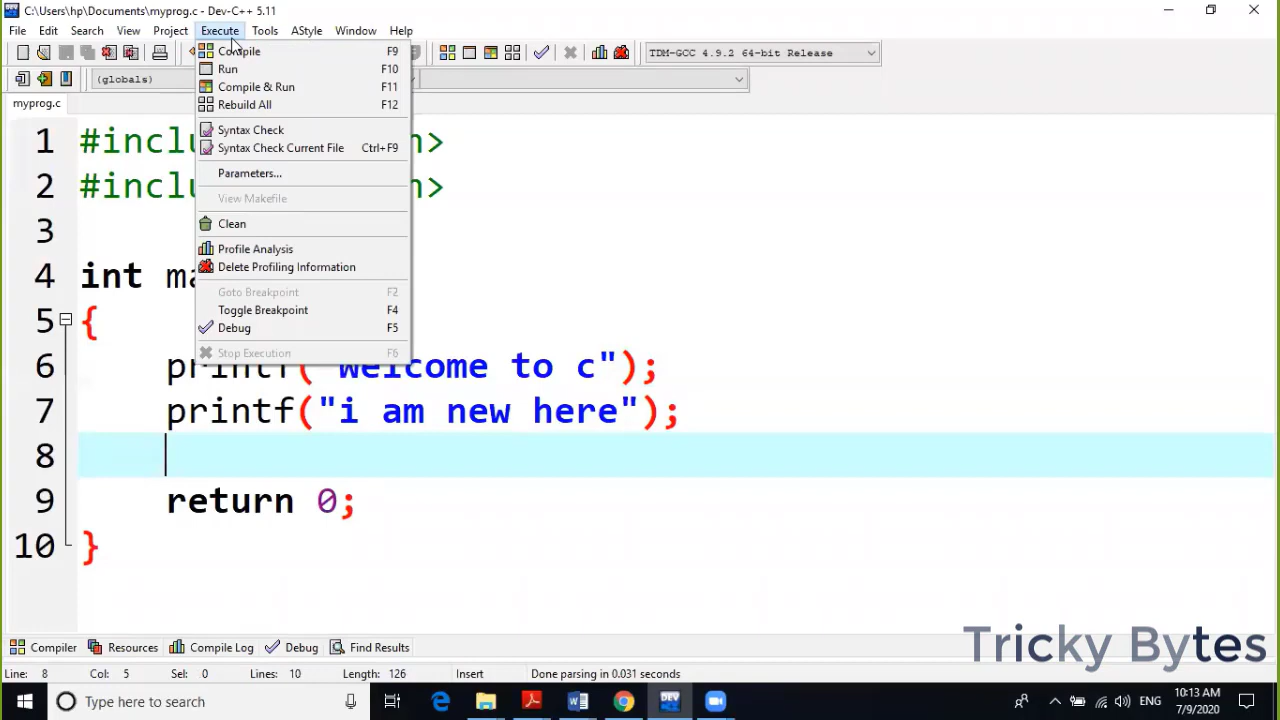 C:\Users\hp\Documents\myprog.c - Dev-C++ 5.11
File Edit Search View Project Execute Tools AStyle Window Help
TDM-GCC 4.9.2 64-bit Release
(globals)
myprog.c
Compile F9
Run F10
Compile & Run F11
Rebuild All F12
Syntax Check
Syntax Check Current File Ctrl+F9
Parameters...
View Makefile
Clean
Profile Analysis
Delete Profiling Information
Goto Breakpoint F2
Toggle Breakpoint F4
Debug F5
Stop Execution F6
1 #inclu >
2 #inclu >
3
4 int ma
5 {
6 printf("welcome to c");
7 printf("i am new here");
8
9 return 0;
10 }
Tricky Bytes
Compiler Resources Compile Log Debug Find Results
Line: 8 Col: 5 Sel: 0 Lines: 10 Length: 126 Insert Done parsing in 0.031 seconds
Type here to search
DEV
ENG
10:13 AM
7/9/2020